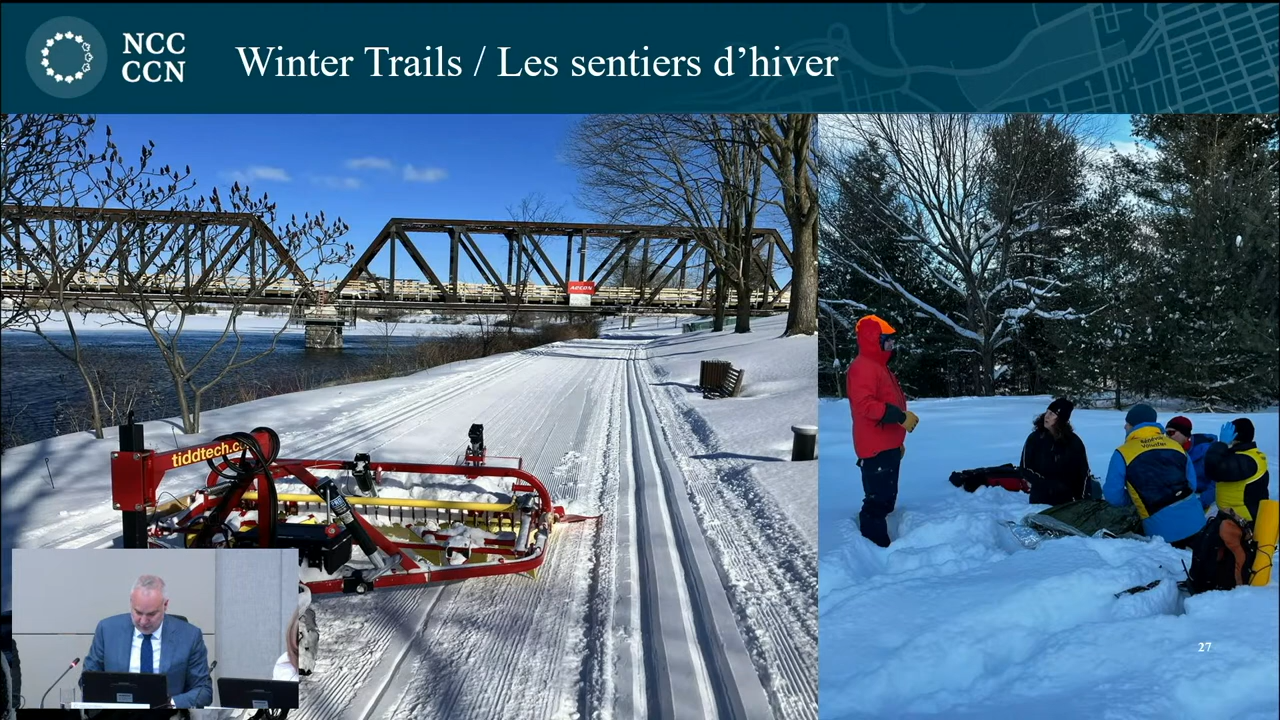 NCC
CCN
Winter Trails / Les sentiers d’hiver
AECON
tiddtech.c
27